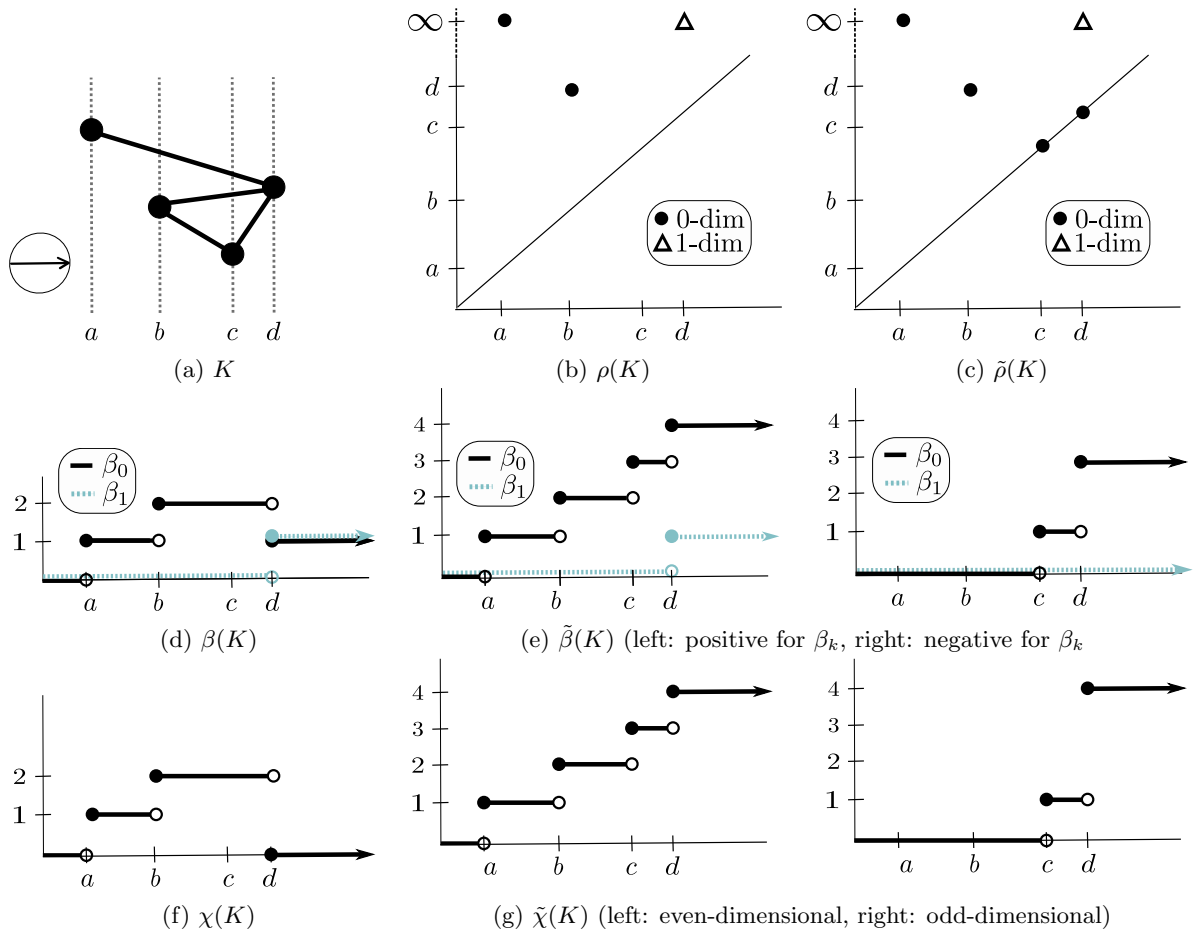 ∞
d
c
b
a
0-dim
1-dim
a b c d
∞
d
c
b
a
0-dim
1-dim
a b c d
a b c d
(a) K
(b) ρ(K)
(c) ρ̃(K)
β₀
β₁
2
1
a b c d
(d) β(K)
β₀
β₁
4
3
2
1
a b c d
β₀
β₁
4
3
2
1
a b c d
(e) β̃(K) (left: positive for βₖ, right: negative for βₖ
2
1
a b c d
(f) χ(K)
4
3
2
1
a b c d
4
3
2
1
a b c d
(g) χ̃(K) (left: even-dimensional, right: odd-dimensional)